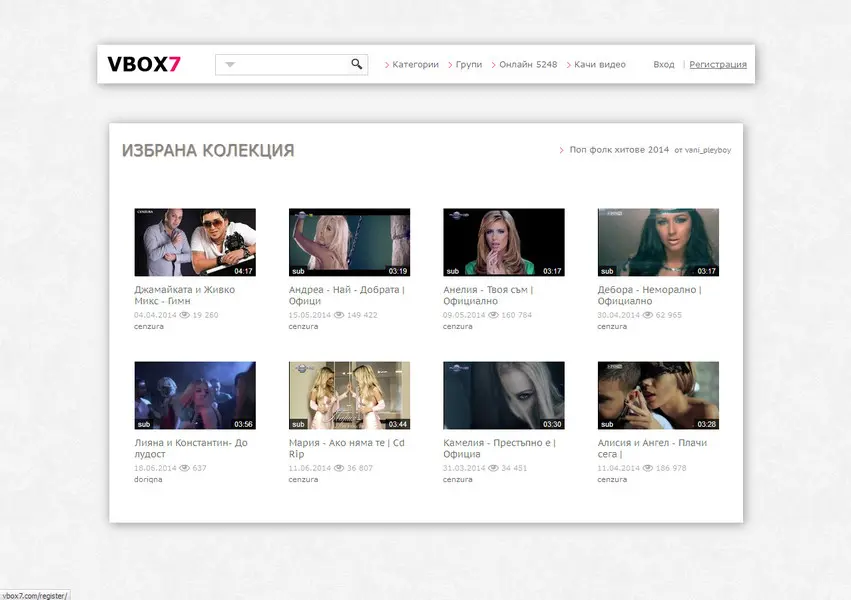 VBOX7
Категории Групи Онлайн 5248 Качи видео Вход | Регистрация
ИЗБРАНА КОЛЕКЦИЯ
Поп фолк хитове 2014 от vani_pleyboy
CENZURA
04:17
sub 03:19
sub 03:17
sub 03:17
Джамайката и Живко
Микс - Гимн
04.04.2014 19 260
cenzura
Андреа - Най - Добрата |
Офици
15.05.2014 149 422
cenzura
Анелия - Твоя съм |
Официално
09.05.2014 160 784
cenzura
Дебора - Неморално |
Официално
30.04.2014 62 965
cenzura
sub 03:56
sub 03:44
03:30
sub 03:28
Лияна и Константин- До
лудост
18.06.2014 637
doriqna
Мария - Ако няма те | Cd
Rip
11.06.2014 36 807
cenzura
Камелия - Престъпно е |
Официа
31.03.2014 34 451
cenzura
Алисия и Ангел - Плачи
сега |
11.04.2014 186 978
cenzura
vbox7.com/register/